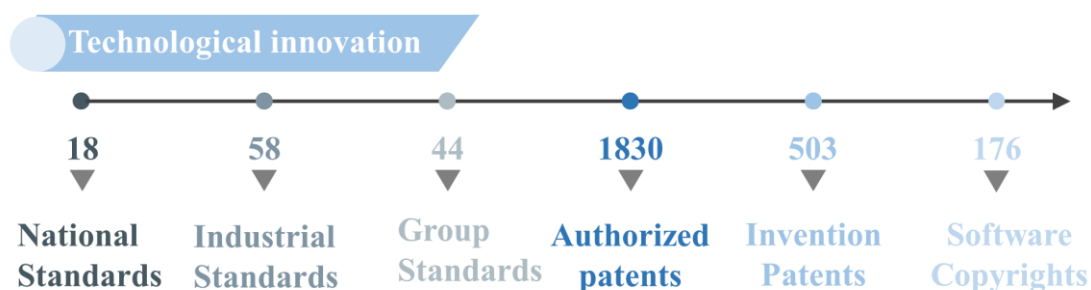 Technological innovation
18 58 44 1830 503 176
National Standards
Industrial Standards
Group Standards
Authorized patents
Invention Patents
Software Copyrights